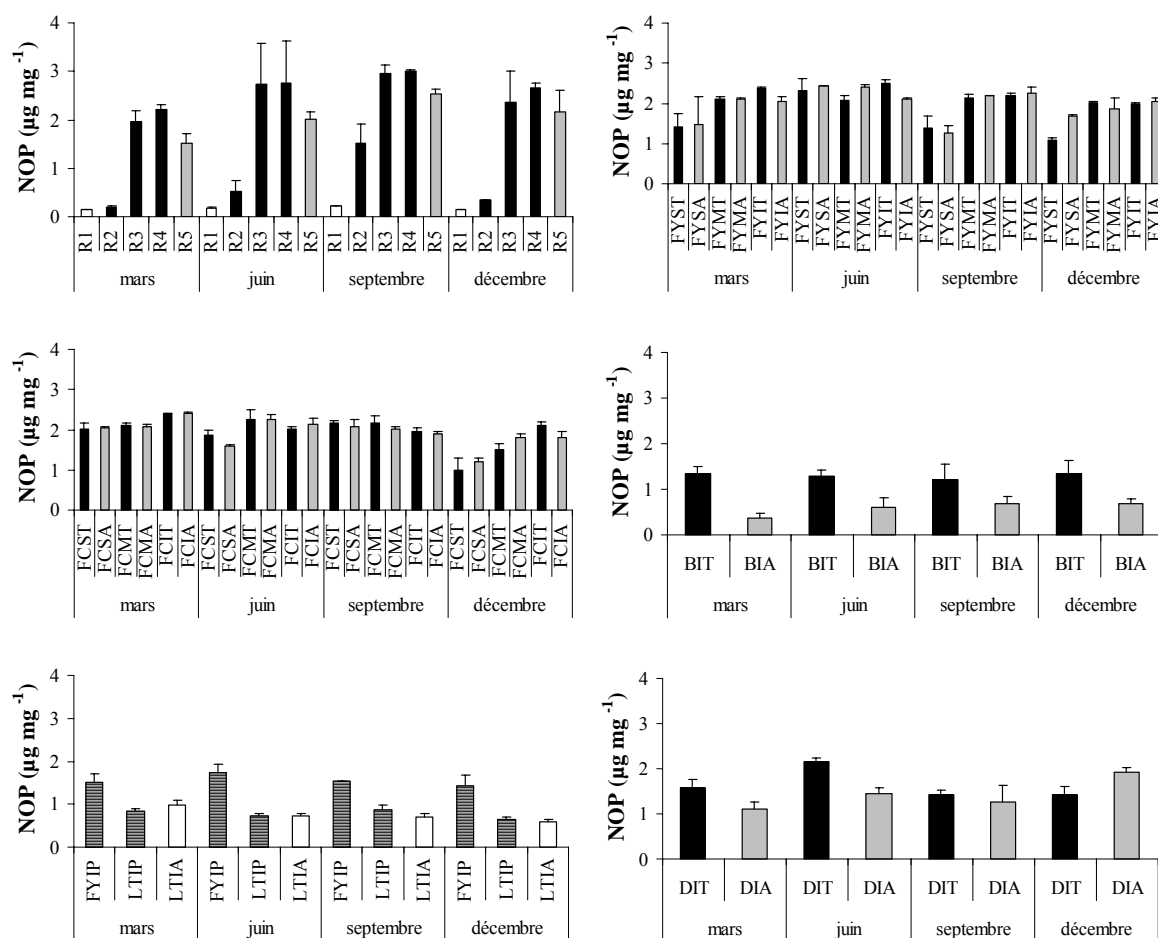 NOP (µg mg -1)
4
3
2
1
0
R1 R2 R3 R4 R5 R1 R2 R3 R4 R5 R1 R2 R3 R4 R5 R1 R2 R3 R4 R5
mars juin septembre décembre
NOP (µg mg -1)
4
3
2
1
0
FYST FYSA FYMT FYMA FYIT FYIA FYST FYSA FYMT FYMA FYIT FYIA FYST FYSA FYMT FYMA FYIT FYIA FYST FYSA FYMT FYMA FYIT FYIA
mars juin septembre décembre
NOP (µg mg -1)
4
3
2
1
0
FCST FCSA FCMT FCMA FCIT FCIA FCST FCSA FCMT FCMA FCIT FCIA FCST FCSA FCMT FCMA FCIT FCIA FCST FCSA FCMT FCMA FCIT FCIA
mars juin septembre décembre
NOP (µg mg -1)
4
3
2
1
0
BIT BIA BIT BIA BIT BIA BIT BIA
mars juin septembre décembre
NOP (µg mg -1)
4
3
2
1
0
FYIP LTIP LTIA FYIP LTIP LTIA FYIP LTIP LTIA FYIP LTIP LTIA
mars juin septembre décembre
NOP (µg mg -1)
4
3
2
1
0
DIT DIA DIT DIA DIT DIA DIT DIA
mars juin septembre décembre